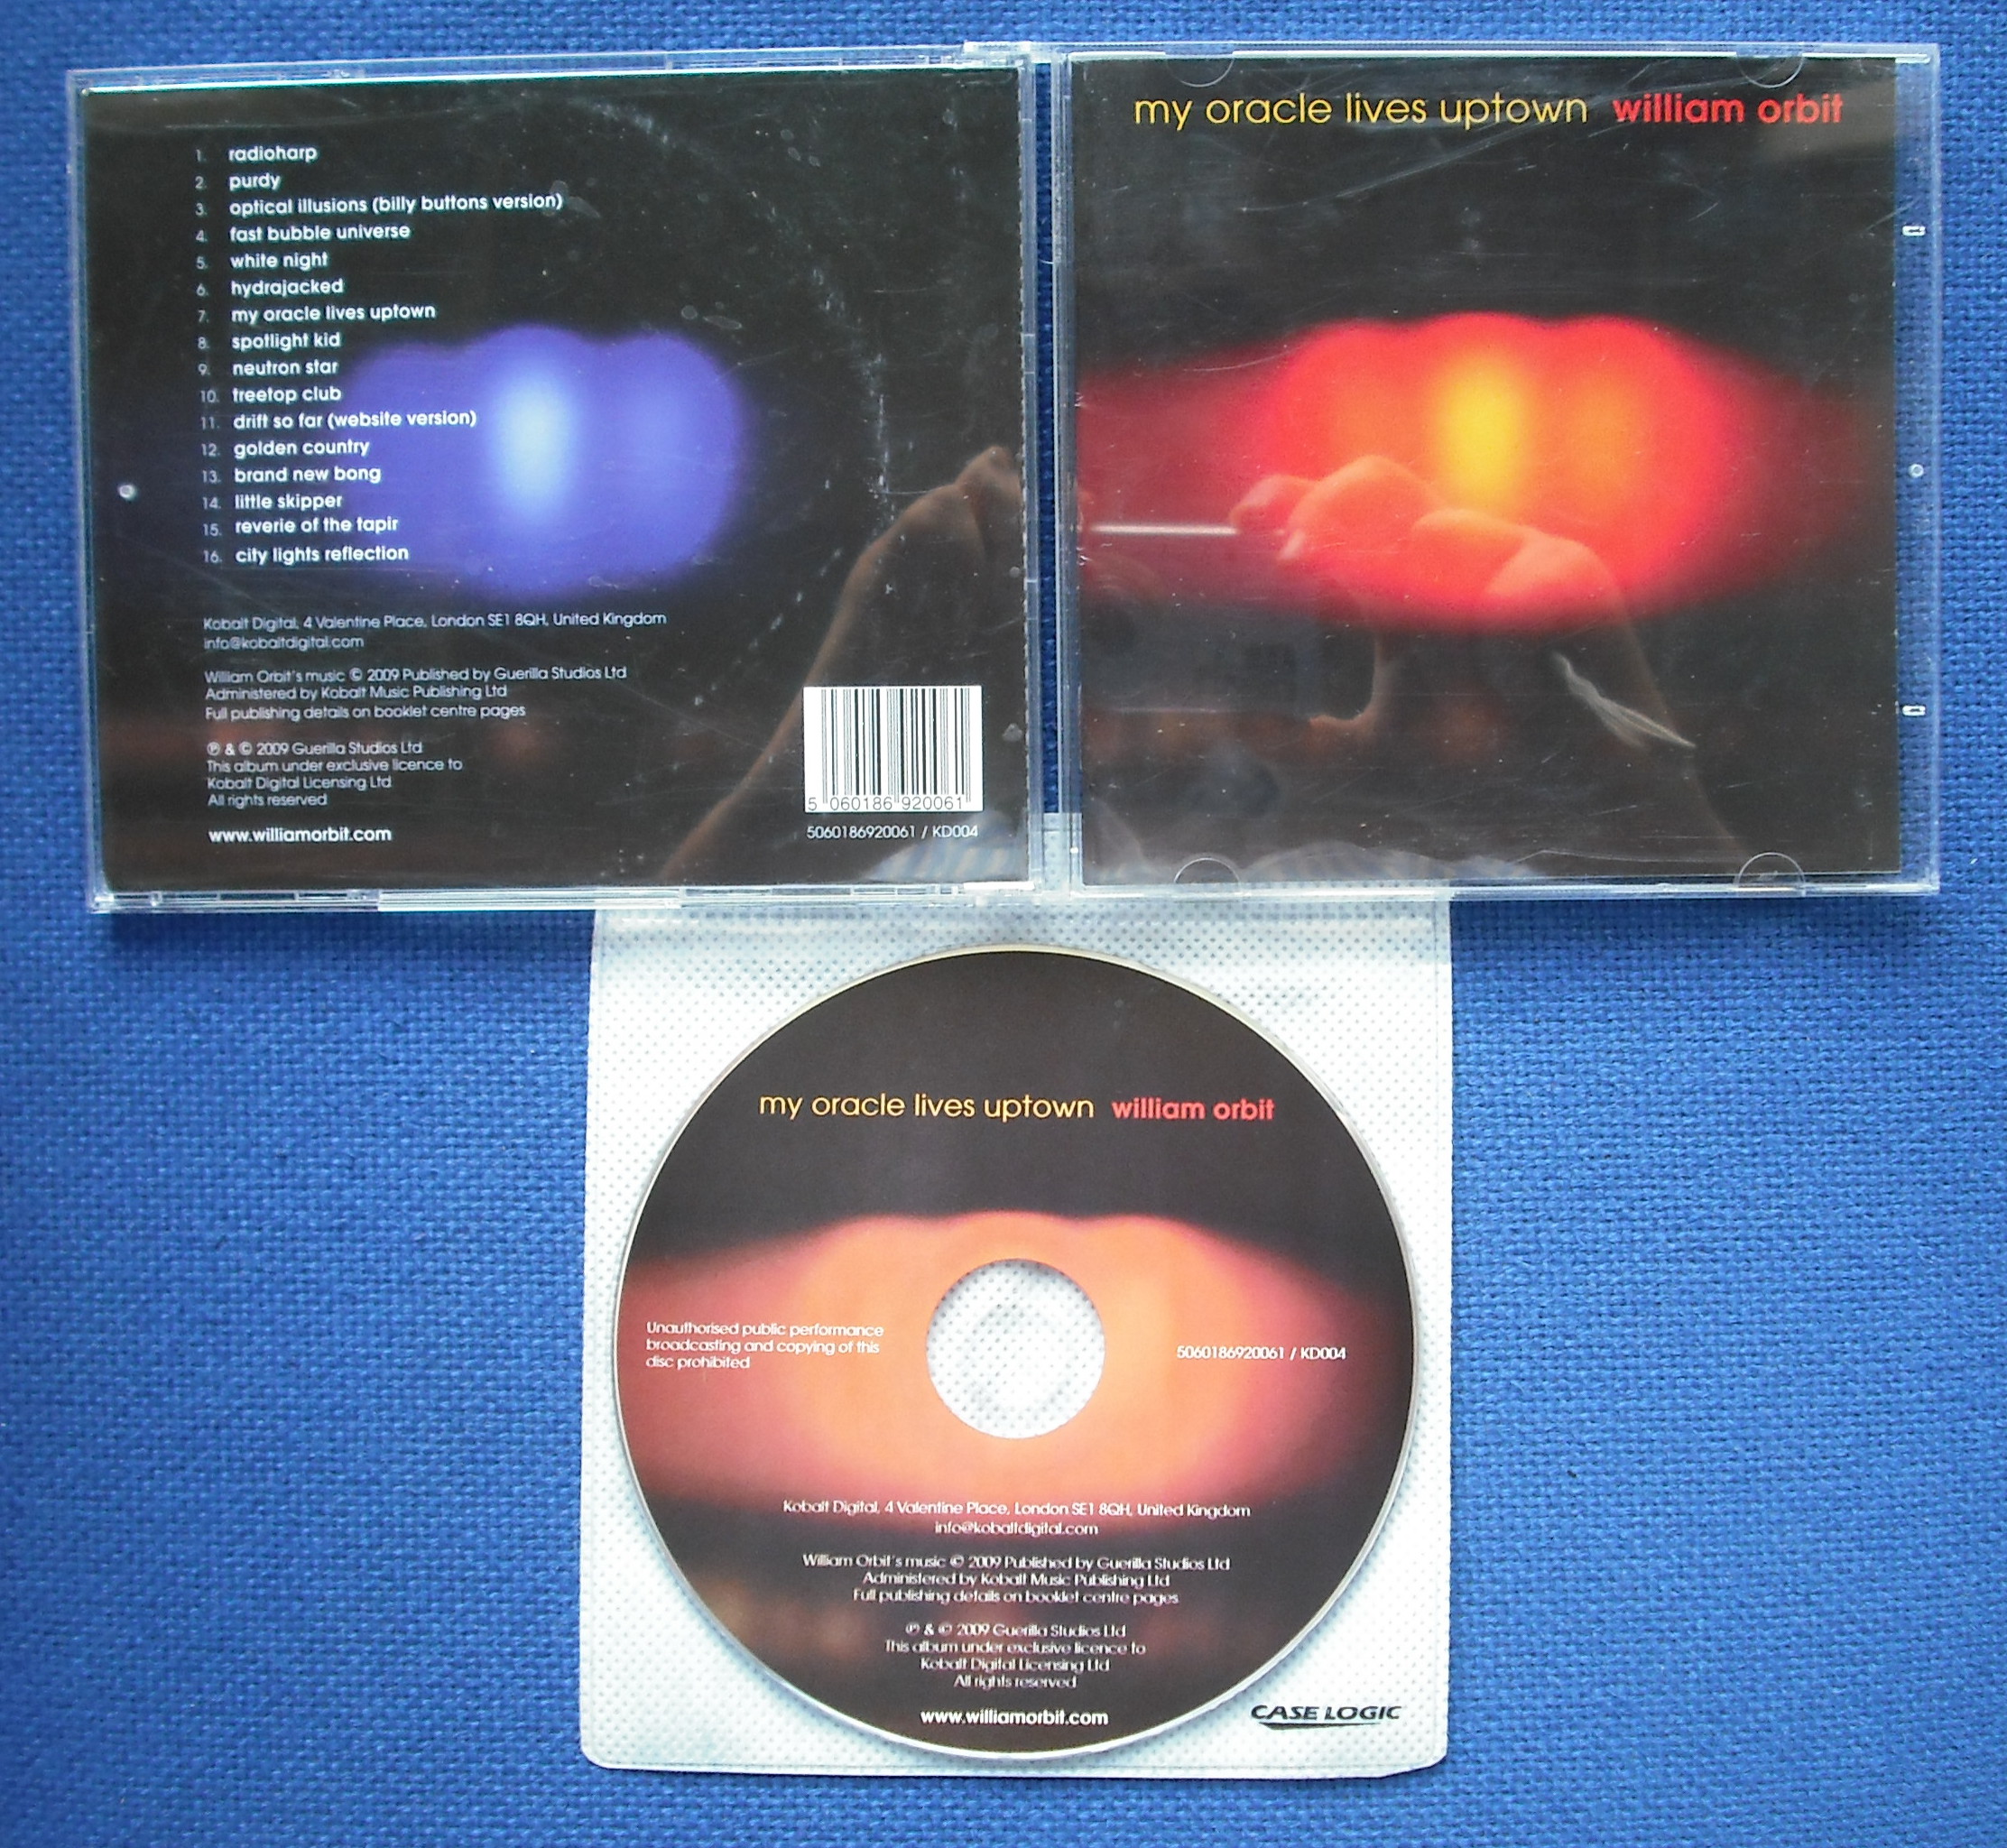 1. radioharp
2. purdy
3. optical illusions (billy buttons version)
4. fast bubble universe
5. white night
6. hydrajacked
7. my oracle lives uptown
8. spotlight kid
9. neutron star
10. treetop club
11. drift so far (website version)
12. golden country
13. brand new bong
14. little skipper
15. reverie of the tapir
16. city lights reflection
Kobalt Digital, 4 Valentine Place, London SE1 8QH, United Kingdom
info@kobaltdigital.com
William Orbit's music © 2009 Published by Guerilla Studios Ltd
Administered by Kobalt Music Publishing Ltd
Full publishing details on booklet centre pages
℗ & © 2009 Guerilla Studios Ltd
This album under exclusive licence to
Kobalt Digital Licensing Ltd
All rights reserved
www.williamorbit.com
5 060186 920061
5060186920061 / KD004
my oracle lives uptown william orbit
my oracle lives uptown william orbit
Unauthorised public performance
broadcasting and copying of this
disc prohibited
5060186920061 / KD004
Kobalt Digital, 4 Valentine Place, London SE1 8QH, United Kingdom
info@kobaltdigital.com
William Orbit's music © 2009 Published by Guerilla Studios Ltd
Administered by Kobalt Music Publishing Ltd
Full publishing details on booklet centre pages
℗ & © 2009 Guerilla Studios Ltd
This album under exclusive licence to
Kobalt Digital Licensing Ltd
All rights reserved
www.williamorbit.com
CASE LOGIC